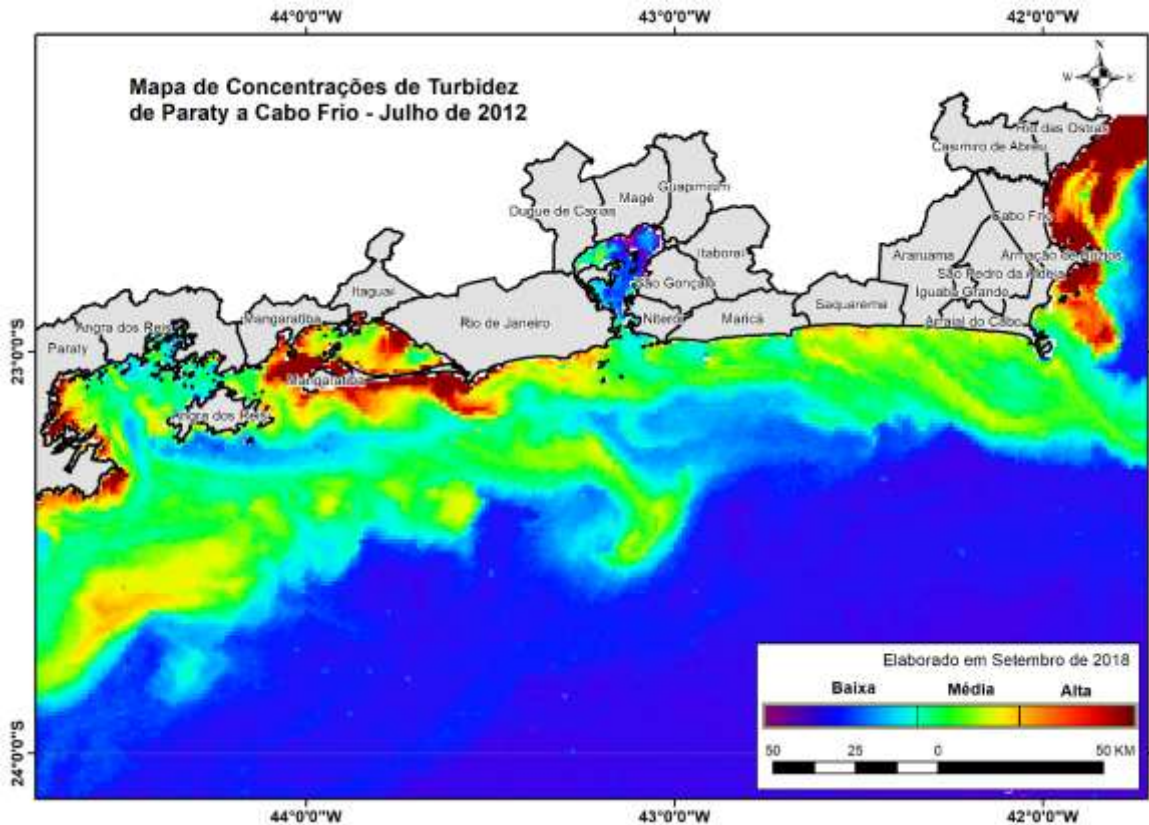 44°0'0"W 43°0'0"W 42°0'0"W
Mapa de Concentrações de Turbidez
de Paraty a Cabo Frio - Julho de 2012
N
W E
S
Rio das Ostras
Casimiro de Abreu
Guapimirim
Magé
Duque de Caxias
Cabo Frio
Itaboraí
Araruama
Armação de Búzios
São Pedro da Aldeia
São Gonçalo
Iguaba Grande
Itaguaí
Saquarema
Mangaratiba
Rio de Janeiro
Niterói
Maricá
Arraial do Cabo
Angra dos Reis
Paraty
23°0'0"S
Mangaratiba
Angra dos Reis
Elaborado em Setembro de 2018
Baixa Média Alta
50 25 0 50 KM
24°0'0"S
44°0'0"W 43°0'0"W 42°0'0"W